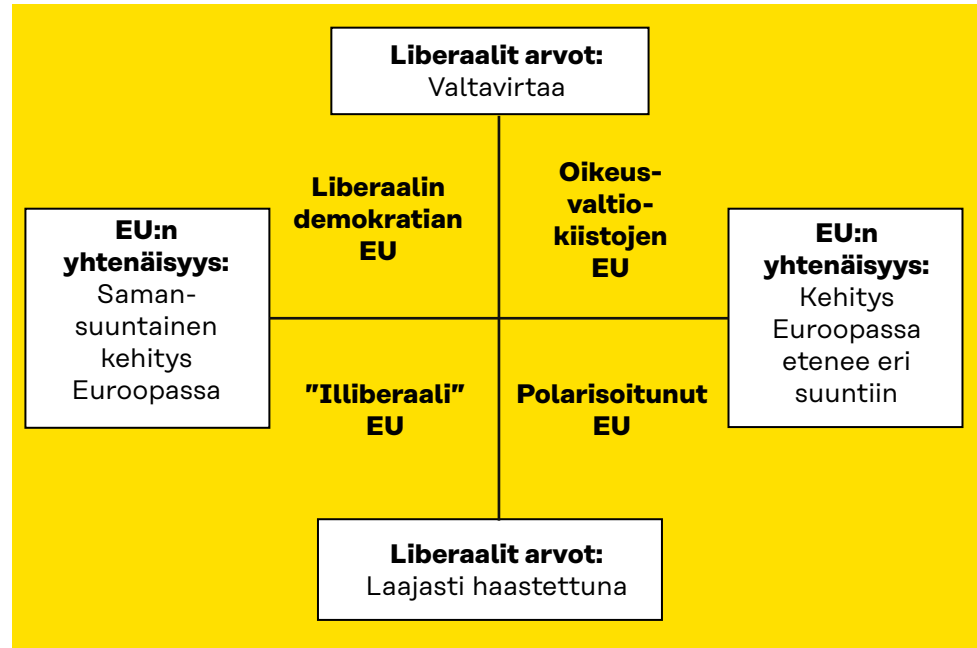 Liberaalit arvot:
Valtavirtaa
Liberaalin
demokratian
EU
Oikeus-
valtio-
kiistojen
EU
EU:n
yhtenäisyys:
Saman-
suuntainen
kehitys
Euroopassa
EU:n
yhtenäisyys:
Kehitys
Euroopassa
etenee eri
suuntiin
"Illiberaali"
EU
Polarisoitunut
EU
Liberaalit arvot:
Laajasti haastettuna